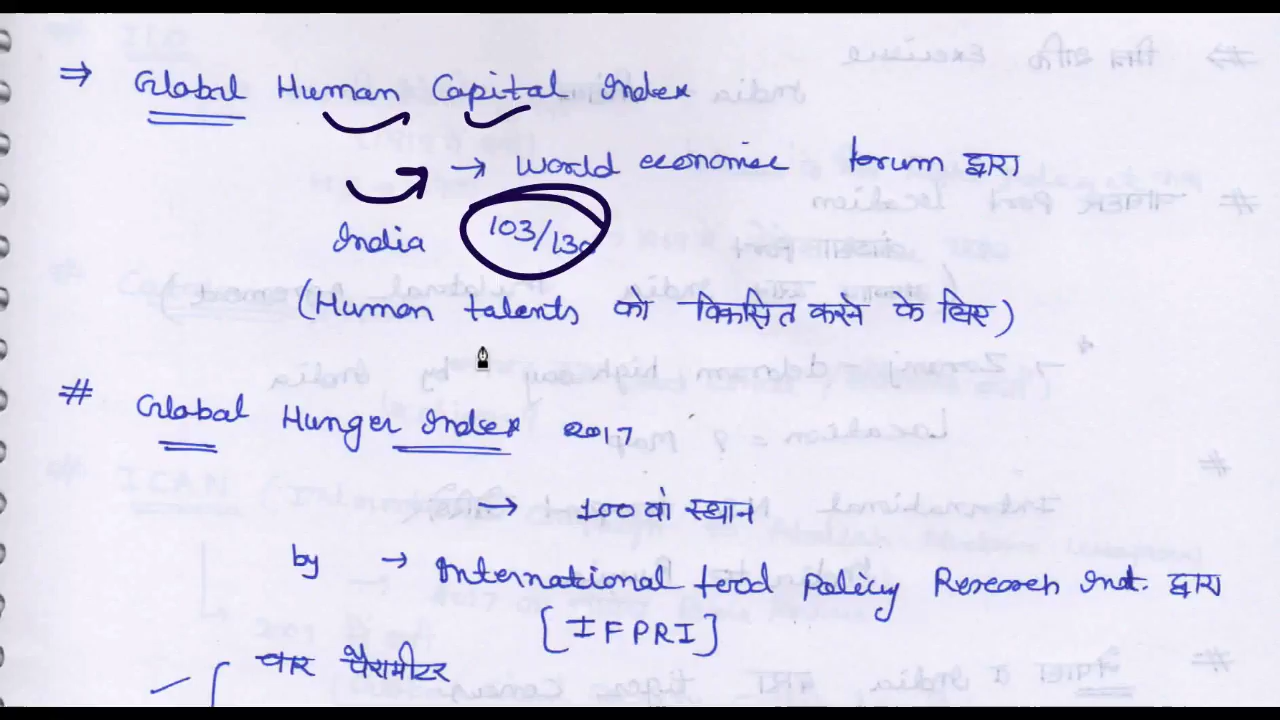 ⇒ Global Human Capital Index
→ World economic forum द्वारा
India 103/130
(Human talents को विकसित करने के लिए)
# Global Hunger Index 2017
→ 100 वां स्थान
by → International food Policy Research Inst. द्वारा
[IFPRI]
चार पैरामीटर